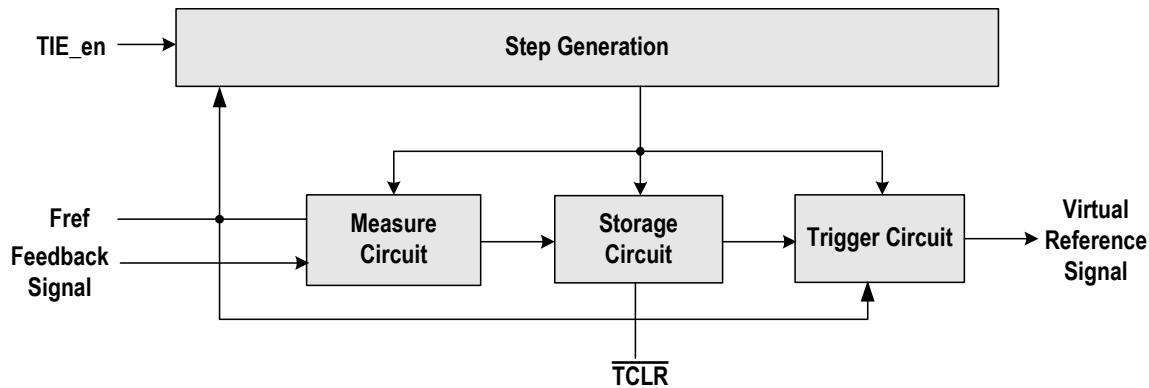 TIE_en
Step Generation
Fref
Feedback
Signal
Measure
Circuit
Storage
Circuit
Trigger Circuit
Virtual
Reference
Signal
TCLR